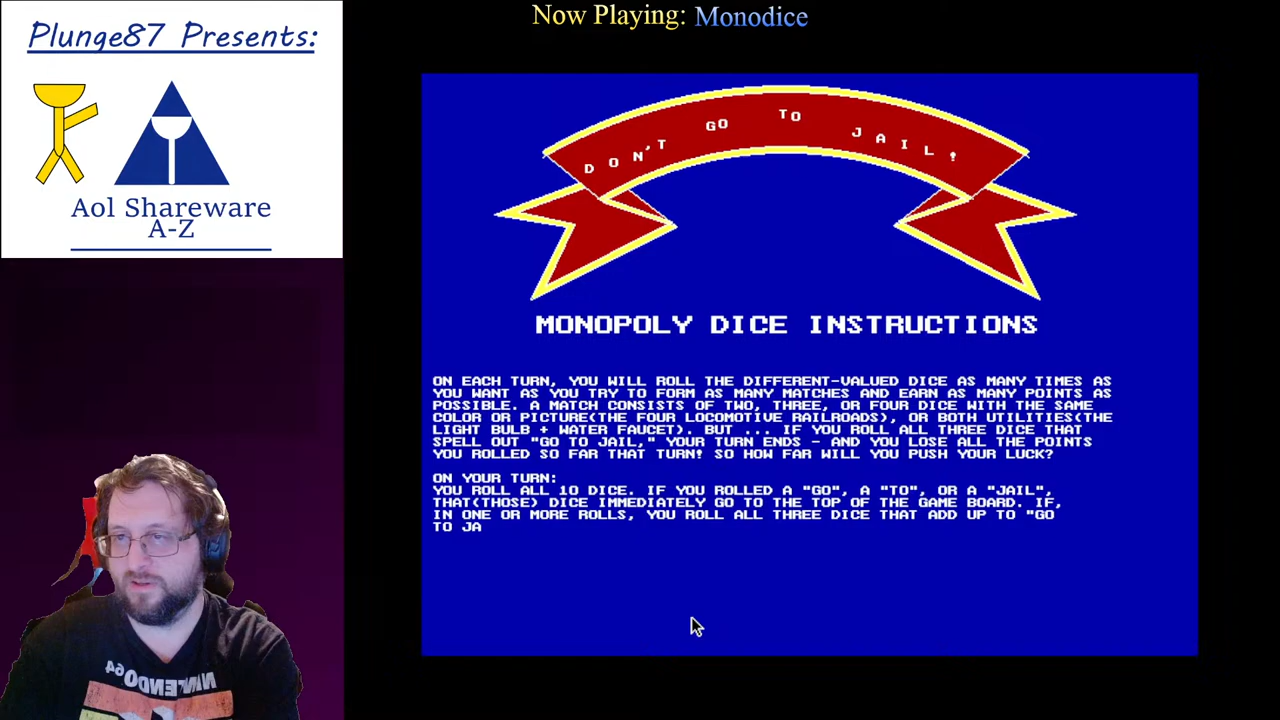 Plunge87 Presents:
Aol Shareware
A-Z
Now Playing: Monodice
DON'T GO TO JAIL!
MONOPOLY DICE INSTRUCTIONS
ON EACH TURN, YOU WILL ROLL THE DIFFERENT-VALUED DICE AS MANY TIMES AS
YOU WANT AS YOU TRY TO FORM AS MANY MATCHES AND EARN AS MANY POINTS AS
POSSIBLE. A MATCH CONSISTS OF TWO, THREE, OR FOUR DICE WITH THE SAME
COLOR OR PICTURE(THE FOUR LOCOMOTIVE RAILROADS), OR BOTH UTILITIES(THE
LIGHT BULB + WATER FAUCET). BUT ... IF YOU ROLL ALL THREE DICE THAT
SPELL OUT "GO TO JAIL," YOUR TURN ENDS - AND YOU LOSE ALL THE POINTS
YOU ROLLED SO FAR THAT TURN! SO HOW FAR WILL YOU PUSH YOUR LUCK?
ON YOUR TURN:
YOU ROLL ALL 10 DICE. IF YOU ROLLED A "GO", A "TO", OR A "JAIL",
THAT(THOSE) DICE IMMEDIATELY GO TO THE TOP OF THE GAME BOARD. IF,
IN ONE OR MORE ROLLS, YOU ROLL ALL THREE DICE THAT ADD UP TO "GO
TO JA
NINTENDO64